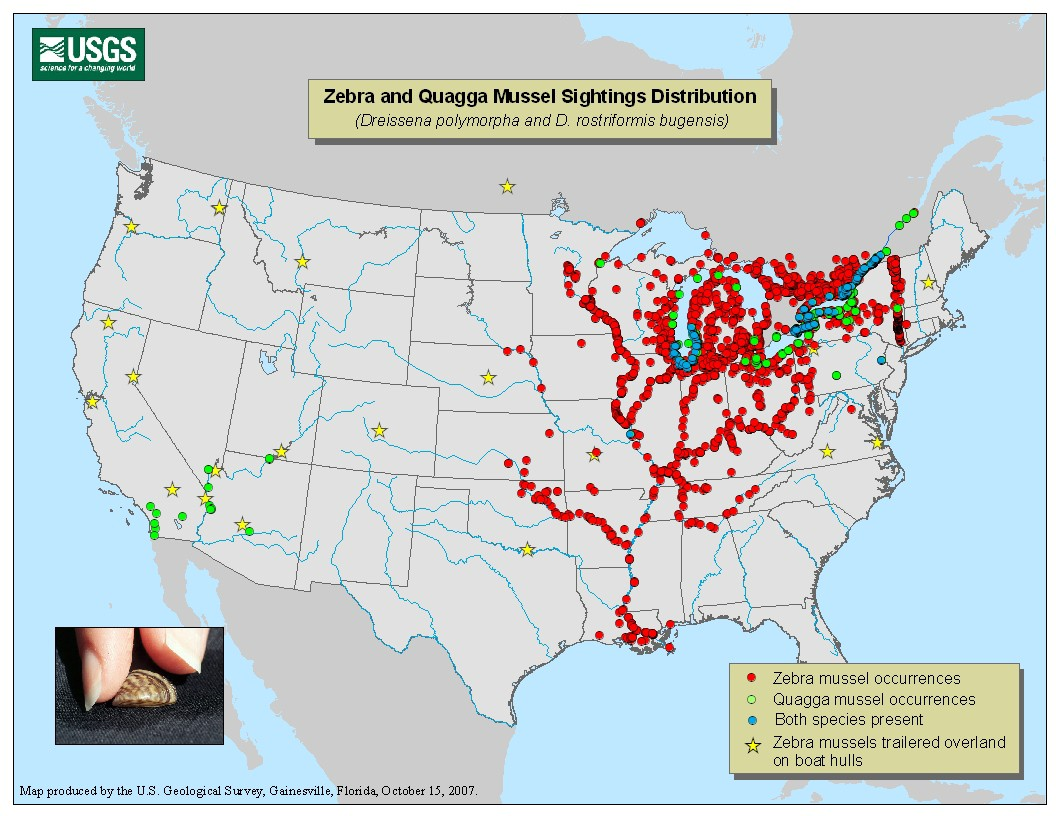 USGS
science for a changing world
Zebra and Quagga Mussel Sightings Distribution
(Dreissena polymorpha and D. rostriformis bugensis)
Zebra mussel occurrences
Quagga mussel occurrences
Both species present
Zebra mussels trailered overland
on boat hulls
Map produced by the U.S. Geological Survey, Gainesville, Florida, October 15, 2007.